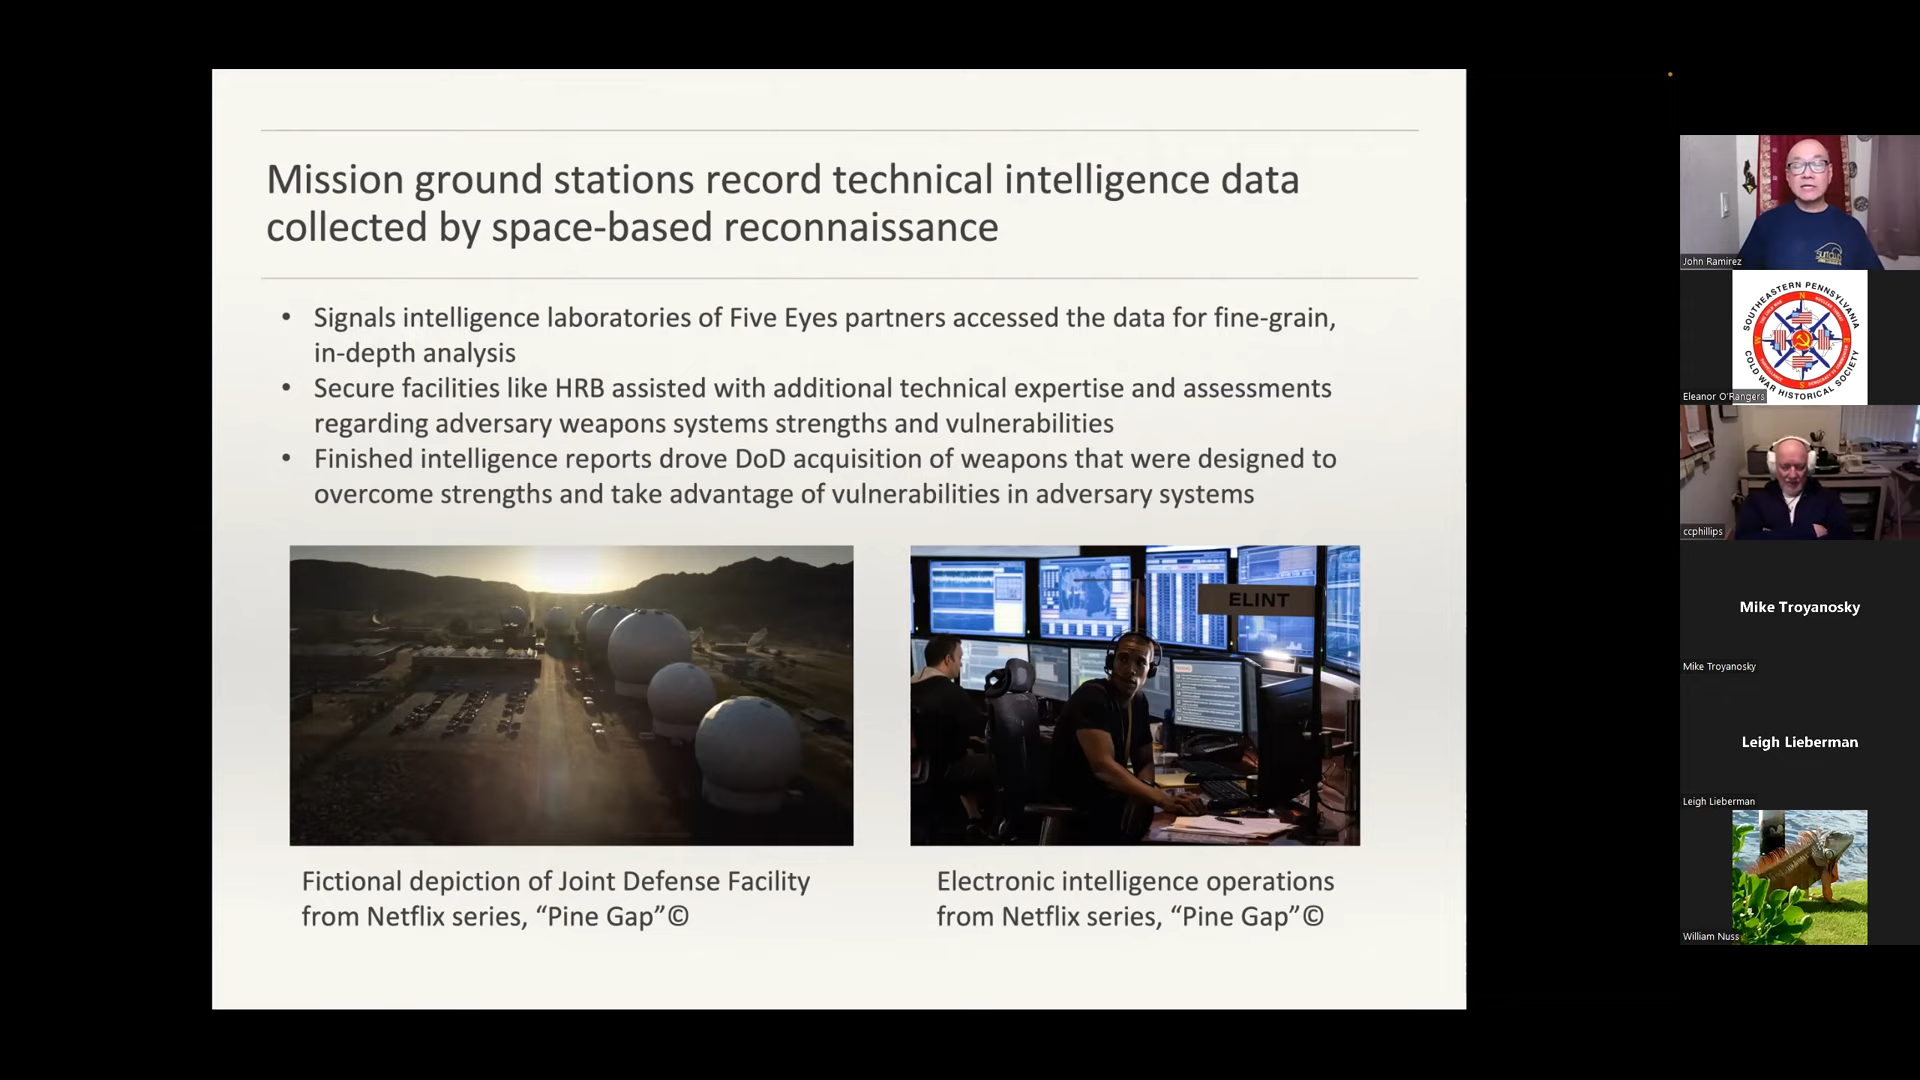 Mission ground stations record technical intelligence data
collected by space-based reconnaissance
• Signals intelligence laboratories of Five Eyes partners accessed the data for fine-grain,
in-depth analysis
• Secure facilities like HRB assisted with additional technical expertise and assessments
regarding adversary weapons systems strengths and vulnerabilities
• Finished intelligence reports drove DoD acquisition of weapons that were designed to
overcome strengths and take advantage of vulnerabilities in adversary systems
ELINT
Fictional depiction of Joint Defense Facility
from Netflix series, “Pine Gap”©
Electronic intelligence operations
from Netflix series, “Pine Gap”©
John Ramirez
SOUTHEASTERN PENNSYLVANIA
COLD WAR HISTORICAL SOCIETY
Eleanor O'Rangers
ccphillips
Mike Troyanosky
Mike Troyanosky
Leigh Lieberman
Leigh Lieberman
William Nuss